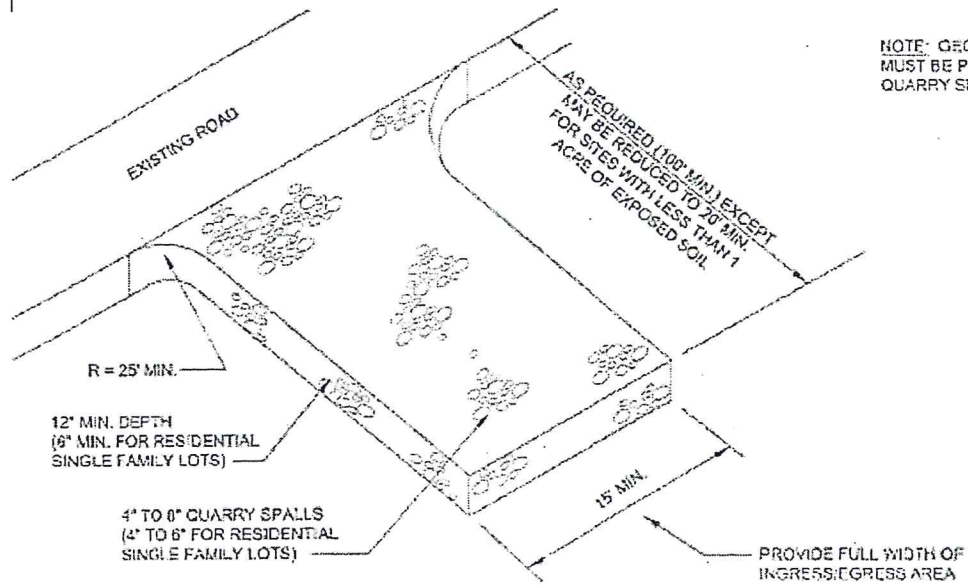 NOTE: GEO
MUST BE P
QUARRY S
EXISTING ROAD
AS REQUIRED (100' MIN.) EXCEPT
MAY BE REDUCED TO 20' MIN.
FOR SITES WITH LESS THAN 1
ACRE OF EXPOSED SOIL
R = 25' MIN.
12" MIN. DEPTH
(6" MIN. FOR RESIDENTIAL
SINGLE FAMILY LOTS)
4" TO 8" QUARRY SPALLS
(4" TO 6" FOR RESIDENTIAL
SINGLE FAMILY LOTS)
15' MIN.
PROVIDE FULL WIDTH OF
INGRESS/EGRESS AREA